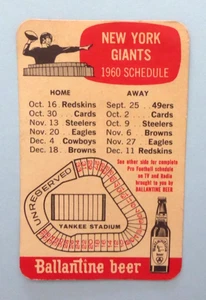 NEW YORK
GIANTS
1960 SCHEDULE
HOME
Oct. 16 Redskins
Oct. 30 Cards
Nov. 13 Steelers
Nov. 20 Eagles
Dec. 4 Cowboys
Dec. 18 Browns
AWAY
Sept. 25 . 49ers
Oct. 2 . . Cards
Oct. 9 Steelers
Nov. 6 Browns
Nov. 27 Eagles
Dec. 11 Redskins
UNRESERVED
YANKEE STADIUM
See other side for complete
Pro Football schedule
on TV and Radio
brought to you by
BALLANTINE BEER
Ballantine beer